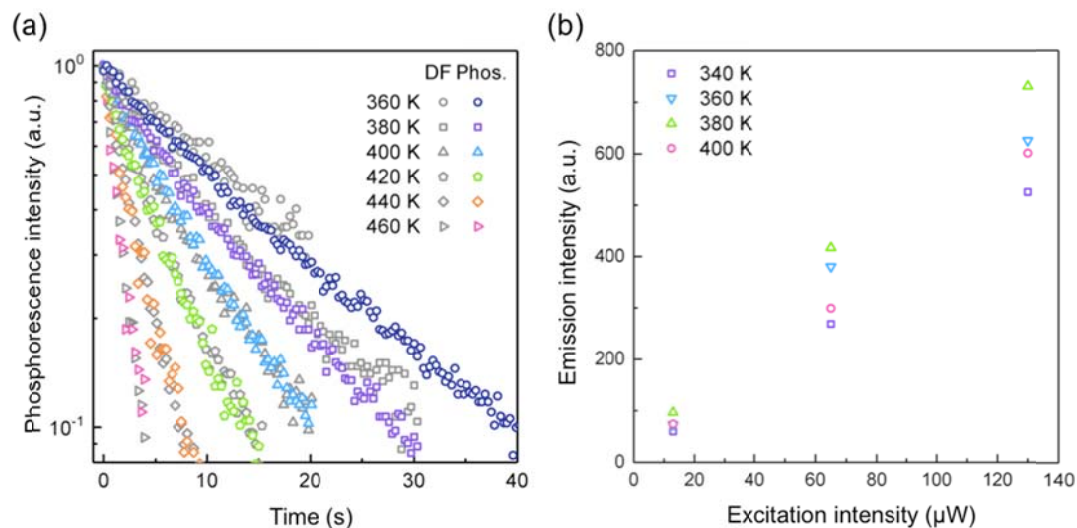 (a)
Phosphorescence intensity (a.u.)
10⁰
10⁻¹
DF Phos.
360 K
380 K
400 K
420 K
440 K
460 K
0 10 20 30 40
Time (s)
(b)
Emission intensity (a.u.)
800
600
400
200
0
340 K
360 K
380 K
400 K
0 20 40 60 80 100 120 140
Excitation intensity (μW)